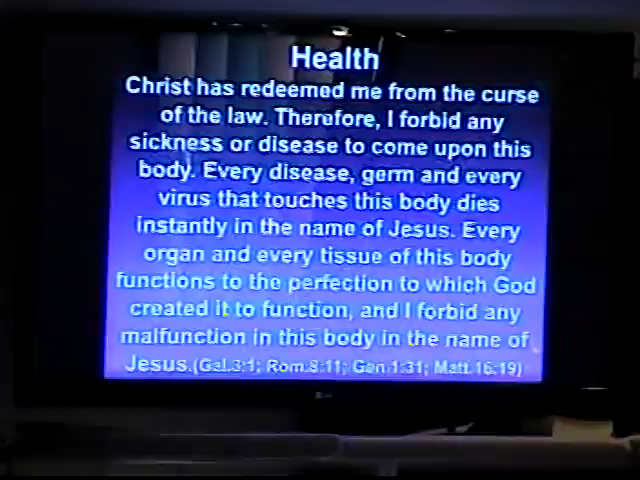 Health
Christ has redeemed me from the curse
of the law. Therefore, I forbid any
sickness or disease to come upon this
body. Every disease, germ and every
virus that touches this body dies
instantly in the name of Jesus. Every
organ and every tissue of this body
functions to the perfection to which God
created it to function, and I forbid any
malfunction in this body in the name of
Jesus.(Gal.3:1; Rom.8:11; Gen.1:31; Matt.16:19)
LG